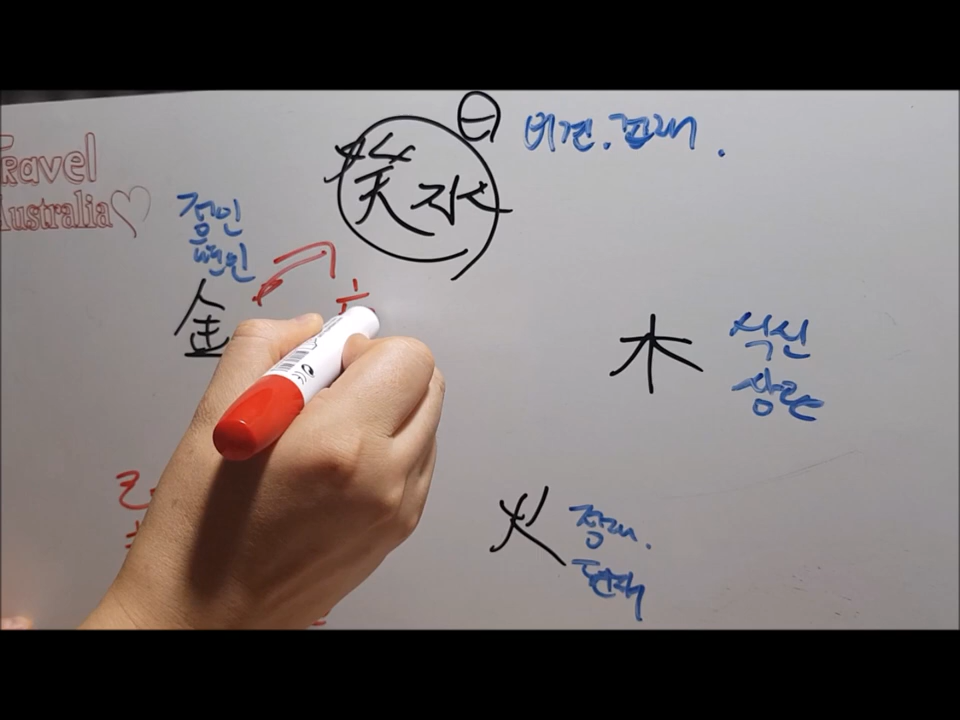 Travel
Australia
癸水
비견.겁재.
정인
편인
金
木
식신
상관
火
정재.
편재